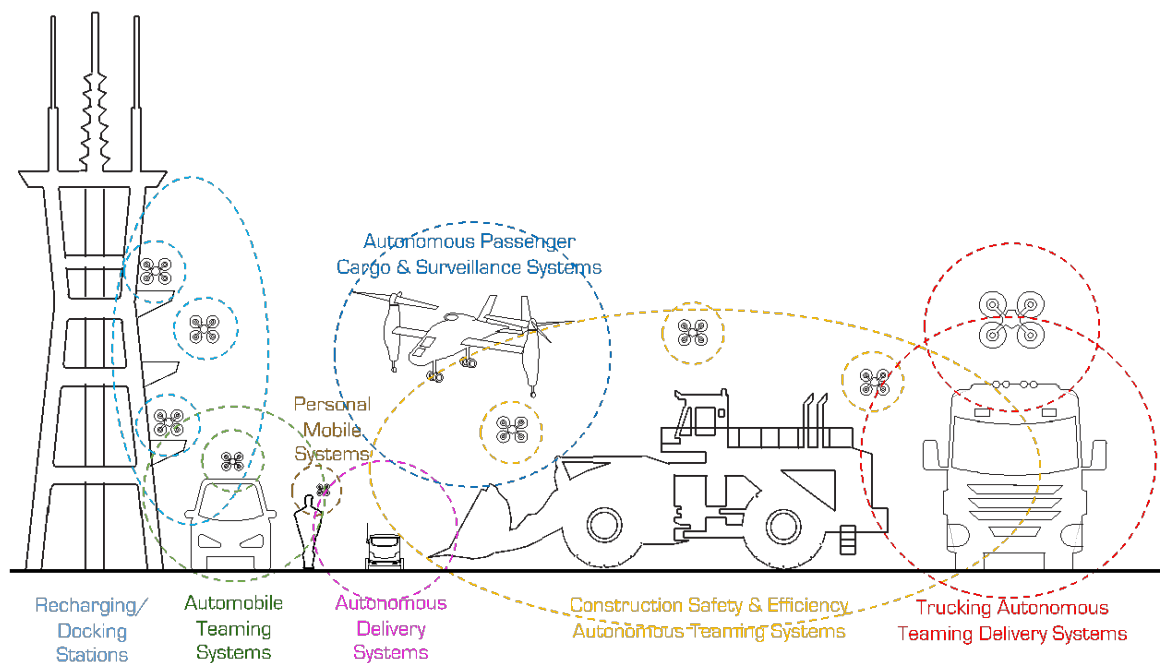 Autonomous Passenger
Cargo & Surveillance Systems
Personal
Mobile
Systems
Recharging/
Docking
Stations
Automobile
Teaming
Systems
Autonomous
Delivery
Systems
Construction Safety & Efficiency
Autonomous Teaming Systems
Trucking Autonomous
Teaming Delivery Systems